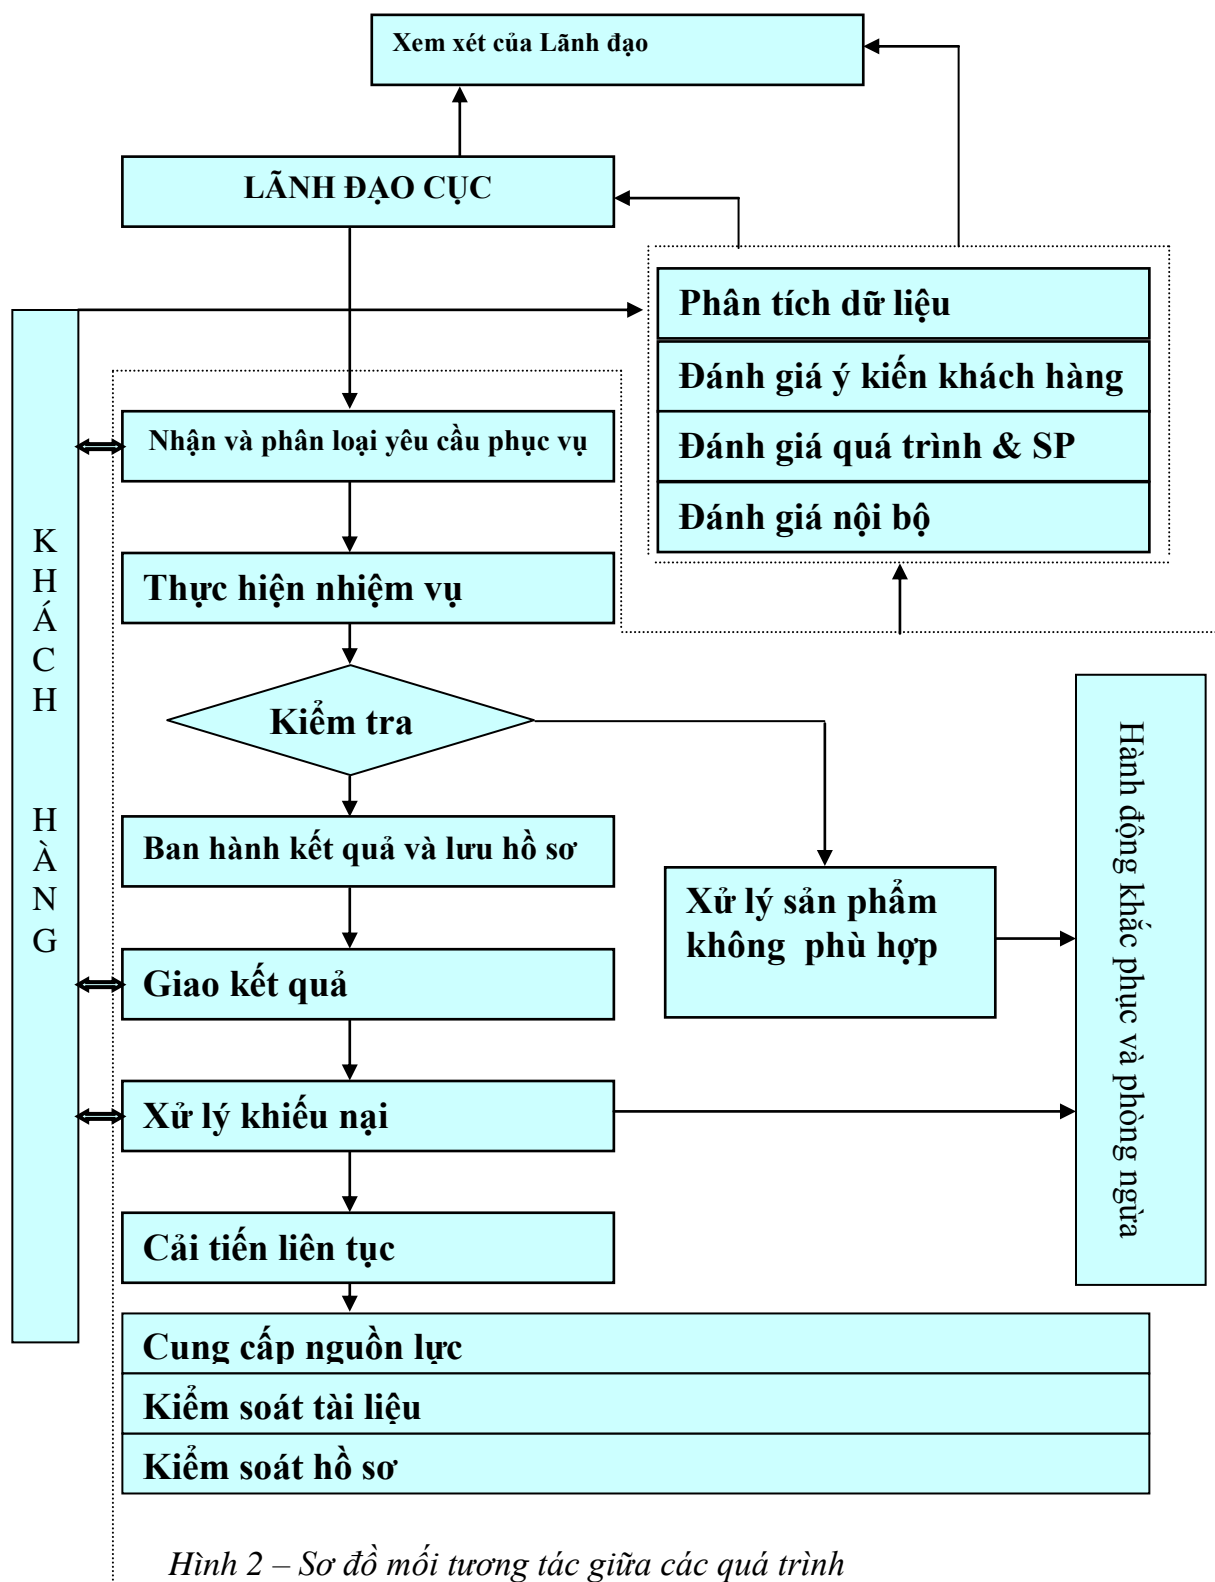 Xem xét của Lãnh đạo
LÃNH ĐẠO CỤC
Phân tích dữ liệu
Đánh giá ý kiến khách hàng
Đánh giá quá trình & SP
Đánh giá nội bộ
KHÁCH HÀNG
Nhận và phân loại yêu cầu phục vụ
Thực hiện nhiệm vụ
Kiểm tra
Ban hành kết quả và lưu hồ sơ
Xử lý sản phẩm
không phù hợp
Hành động khắc phục và phòng ngừa
Giao kết quả
Xử lý khiếu nại
Cải tiến liên tục
Cung cấp nguồn lực
Kiểm soát tài liệu
Kiểm soát hồ sơ
Hình 2 – Sơ đồ mối tương tác giữa các quá trình